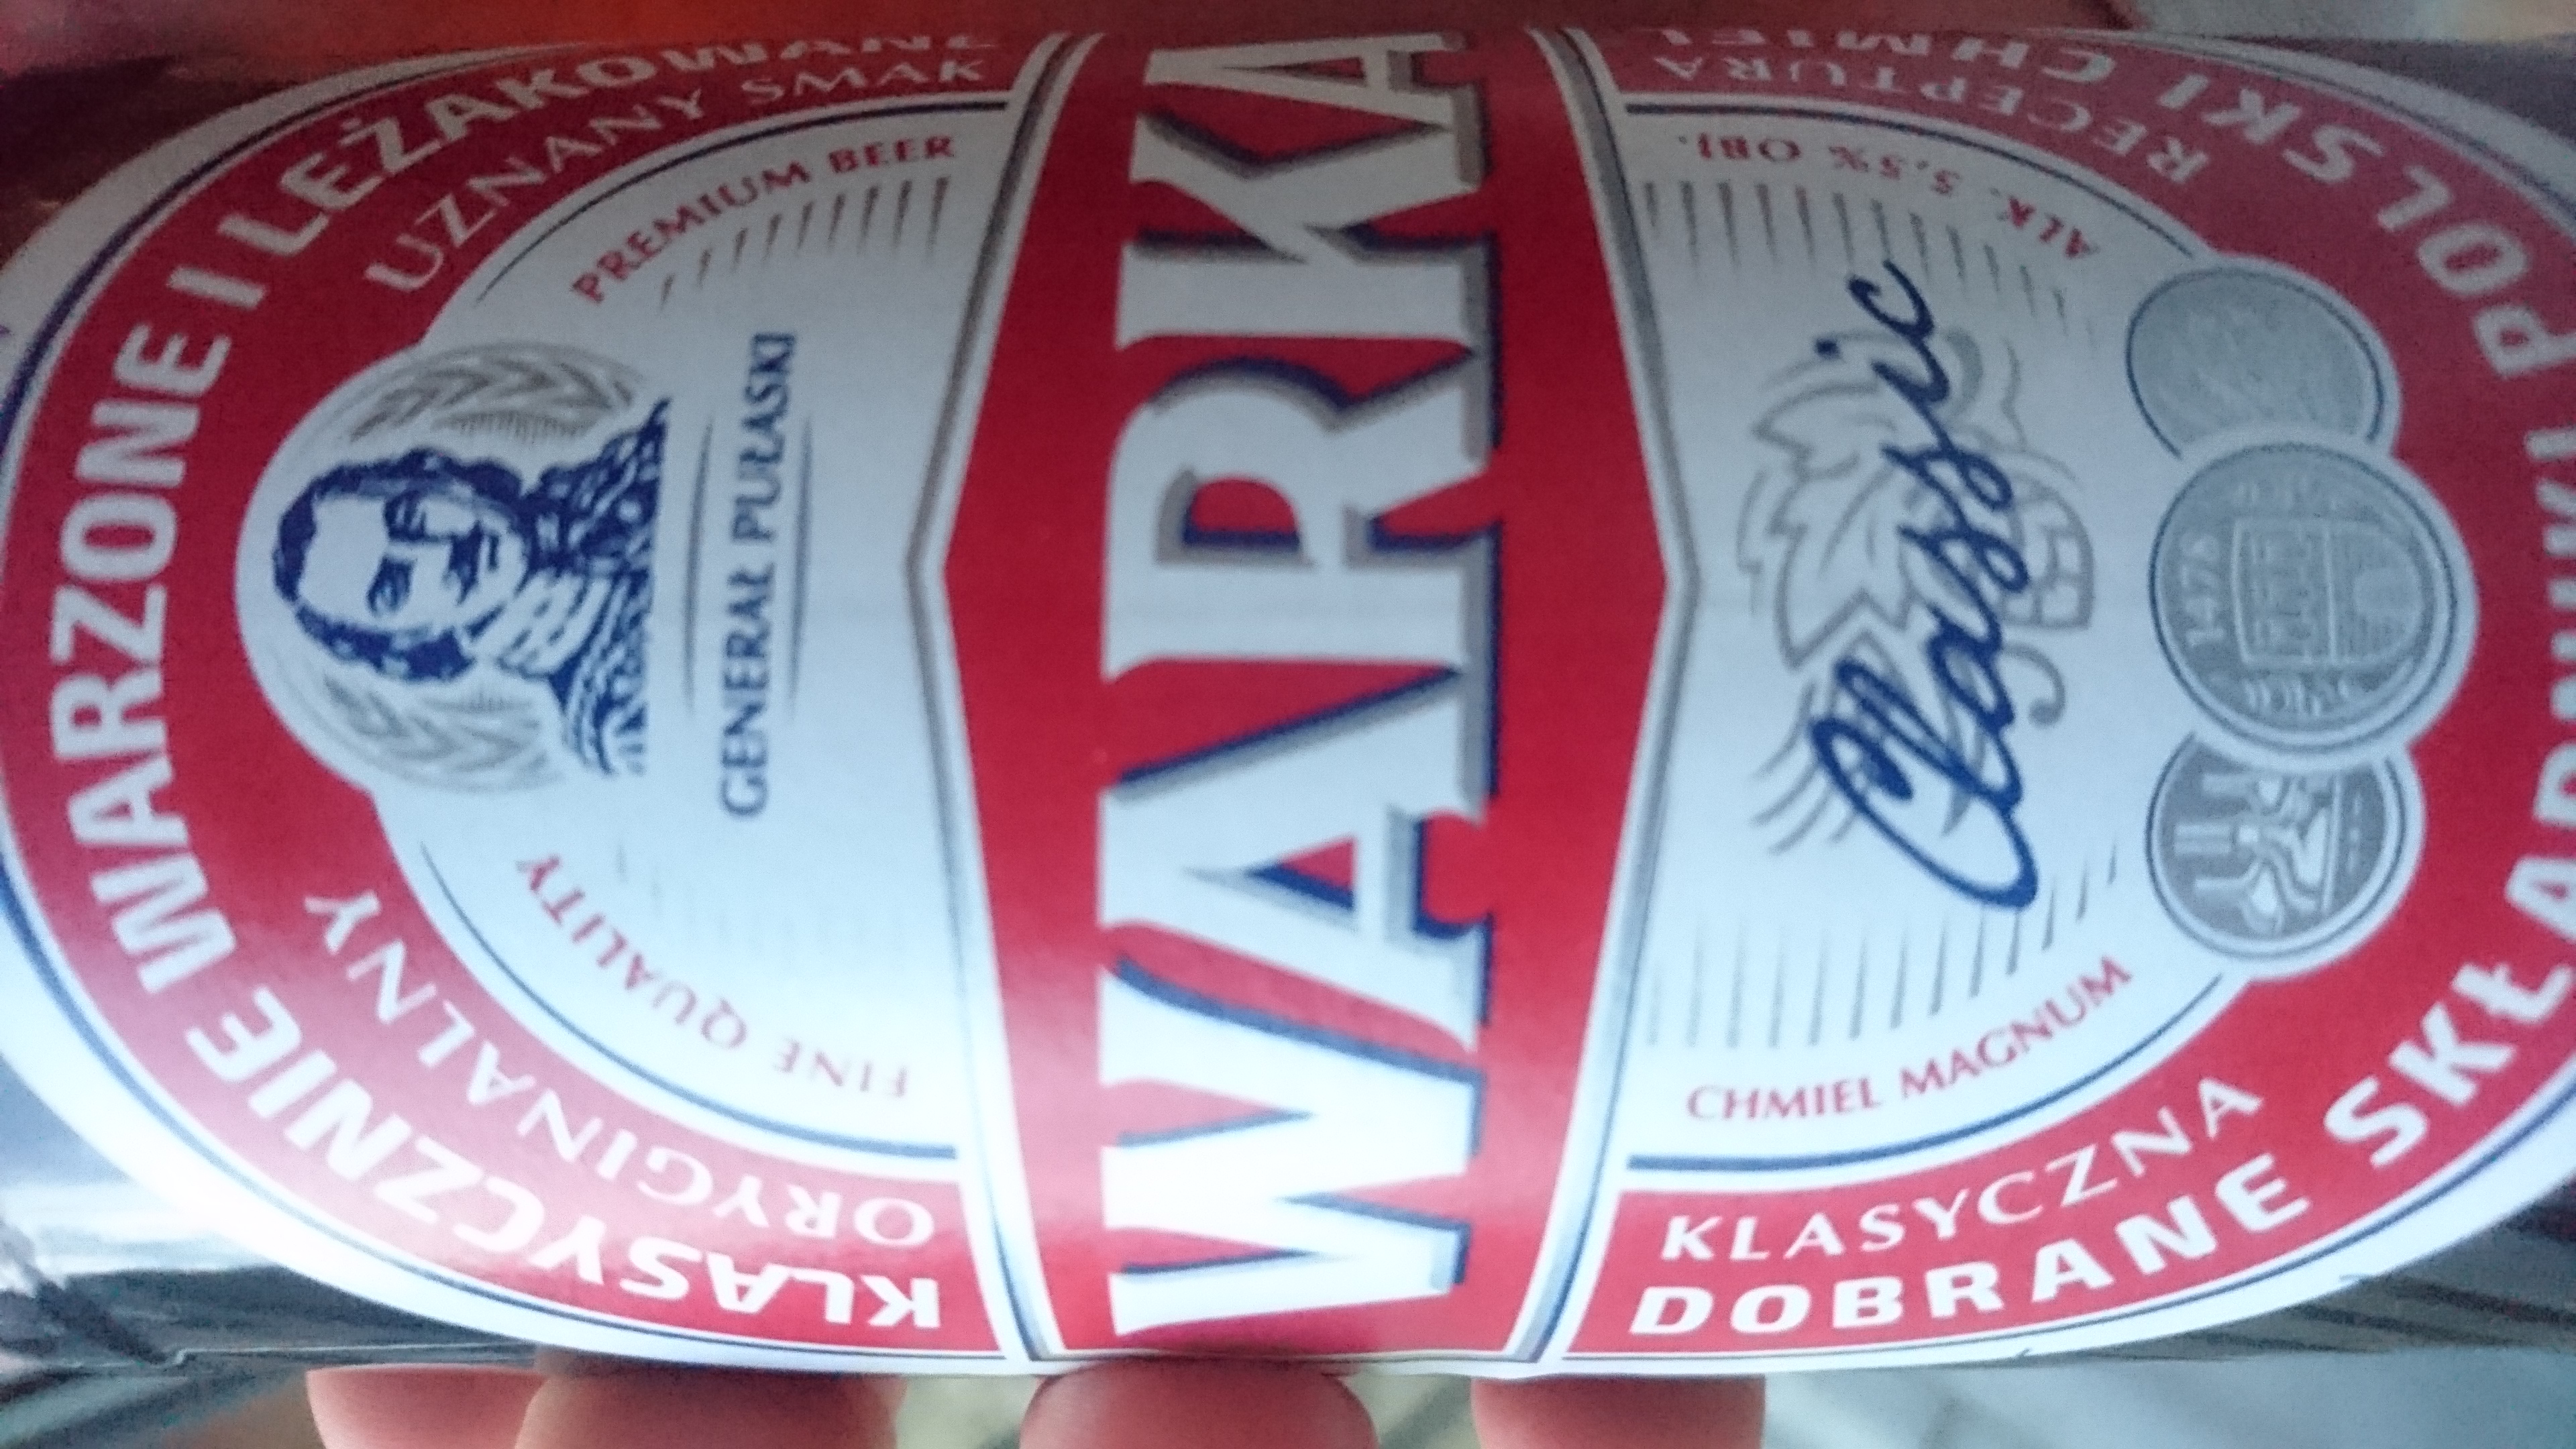 KLASYCZNIE WARZONE I LEŻAKOWANE
ORYGINALNY
UZNANY SMAK
FINE QUALITY
PREMIUM BEER
GENERAŁ PUŁASKI
WARKA
Classic
CHMIEL MAGNUM
ALK. 5,5% OBJ.
KLASYCZNA
RECEPTURA
DOBRANE SKŁADNIKI POLSKI CHMIEL
1478